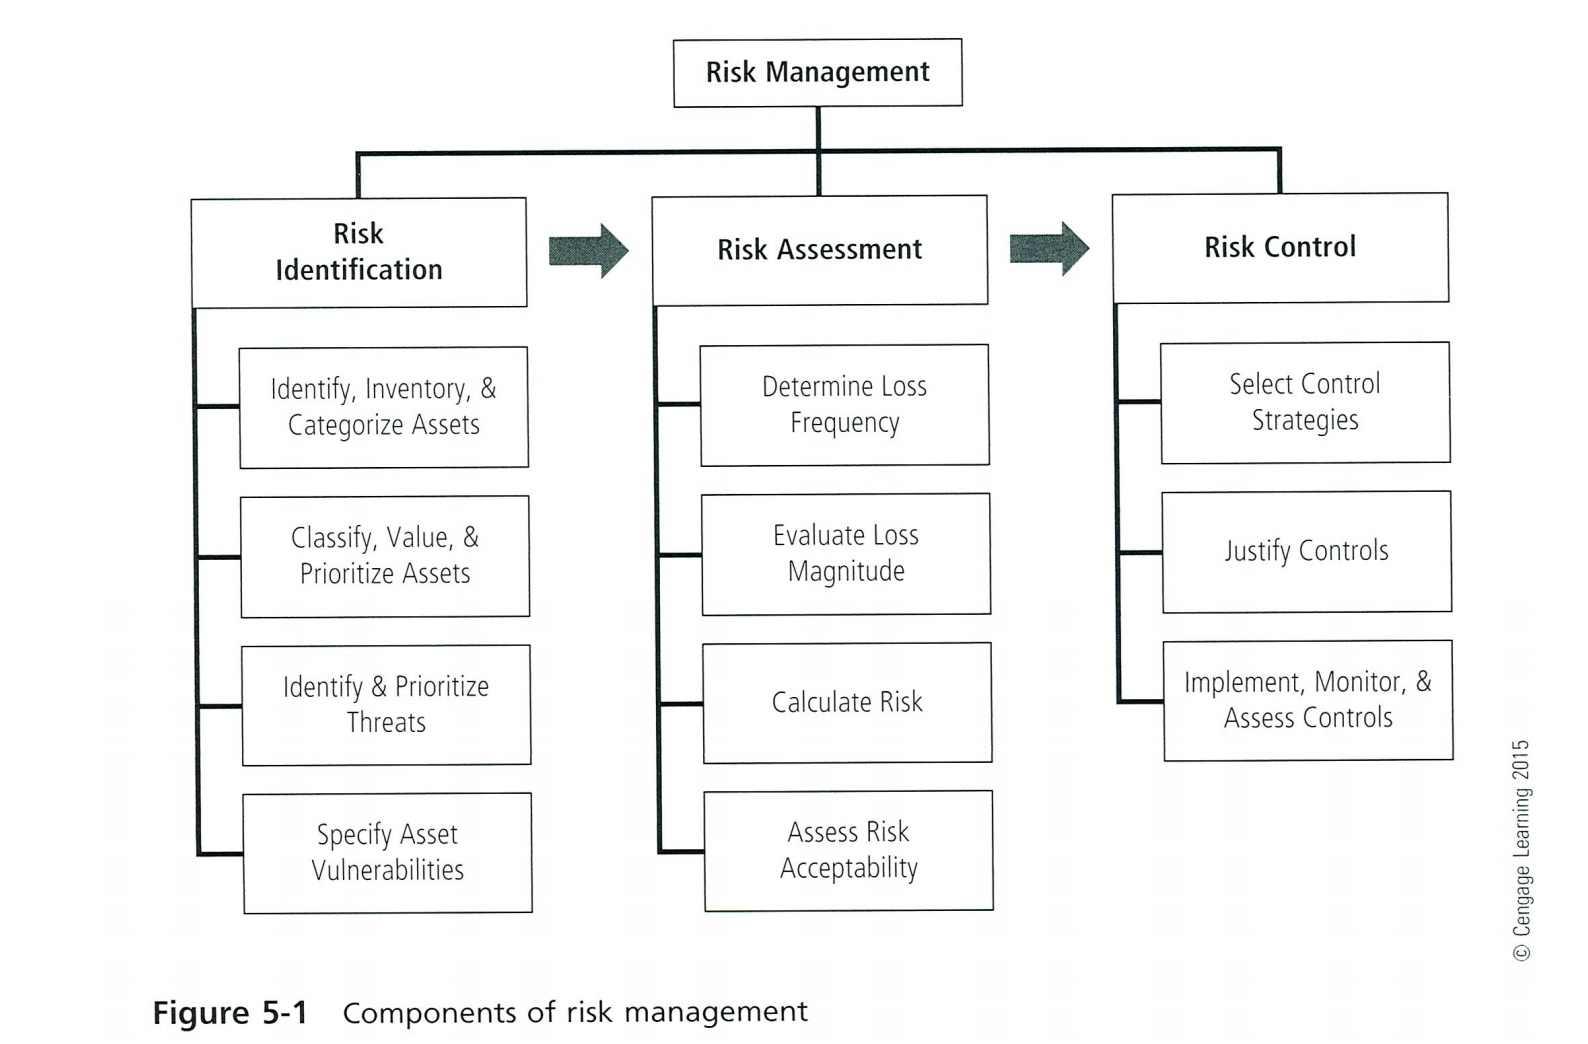 Risk Management
Risk
Identification
Identify, Inventory, &
Categorize Assets
Classify, Value, &
Prioritize Assets
Identify & Prioritize
Threats
Specify Asset
Vulnerabilities
Risk Assessment
Determine Loss
Frequency
Evaluate Loss
Magnitude
Calculate Risk
Assess Risk
Acceptability
Risk Control
Select Control
Strategies
Justify Controls
Implement, Monitor, &
Assess Controls
© Cengage Learning 2015
Figure 5-1 Components of risk management